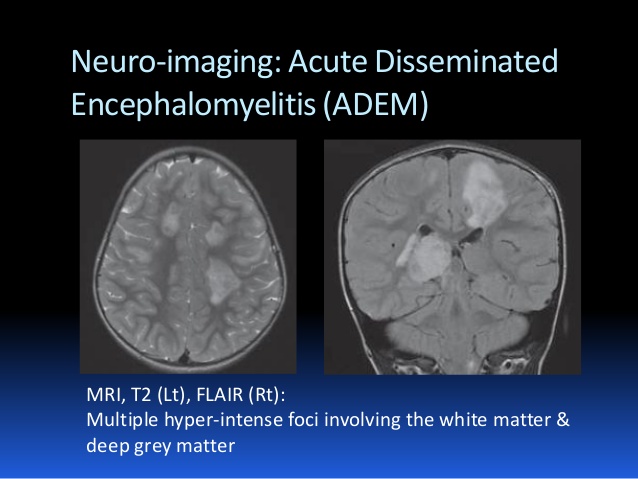 Neuro-imaging: Acute Disseminated
Encephalomyelitis (ADEM)
MRI, T2 (Lt), FLAIR (Rt):
Multiple hyper-intense foci involving the white matter &
deep grey matter